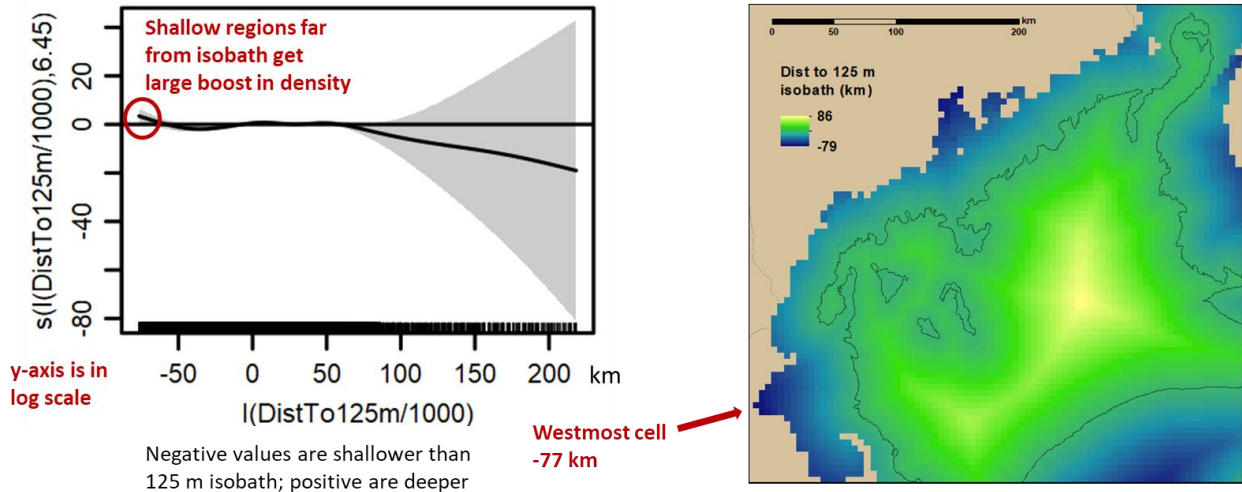 Shallow regions far
from isobath get
large boost in density
s(I(DistTo125m/1000),6.45)
20
0
-40
-80
y-axis is in
log scale
-50
0
50
100
150
200
km
I(DistTo125m/1000)
Negative values are shallower than
125 m isobath; positive are deeper
km
0
50
100
200
Dist to 125 m
isobath (km)
86
-79
Westmost cell
-77 km